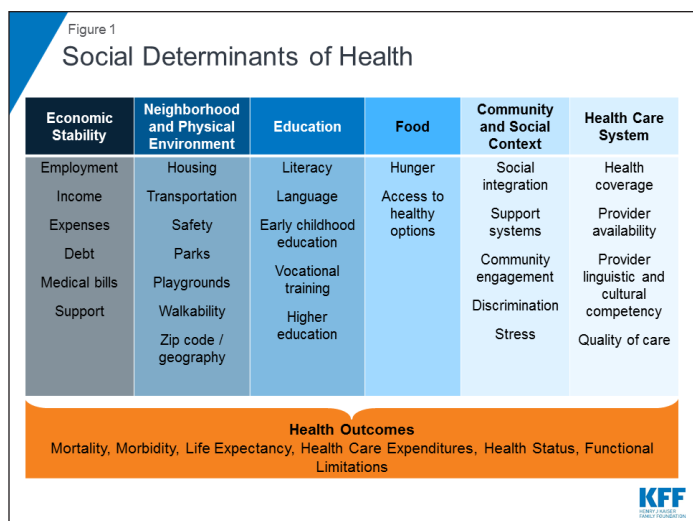 Figure 1
Social Determinants of Health
Economic
Stability
Employment
Income
Expenses
Debt
Medical bills
Support
Neighborhood
and Physical
Environment
Housing
Transportation
Safety
Parks
Playgrounds
Walkability
Zip code /
geography
Education
Literacy
Language
Early childhood
education
Vocational
training
Higher
education
Food
Hunger
Access to
healthy
options
Community
and Social
Context
Social
integration
Support
systems
Community
engagement
Discrimination
Stress
Health Care
System
Health
coverage
Provider
availability
Provider
linguistic and
cultural
competency
Quality of care
Health Outcomes
Mortality, Morbidity, Life Expectancy, Health Care Expenditures, Health Status, Functional
Limitations
KFF
HENRY J KAISER
FAMILY FOUNDATION